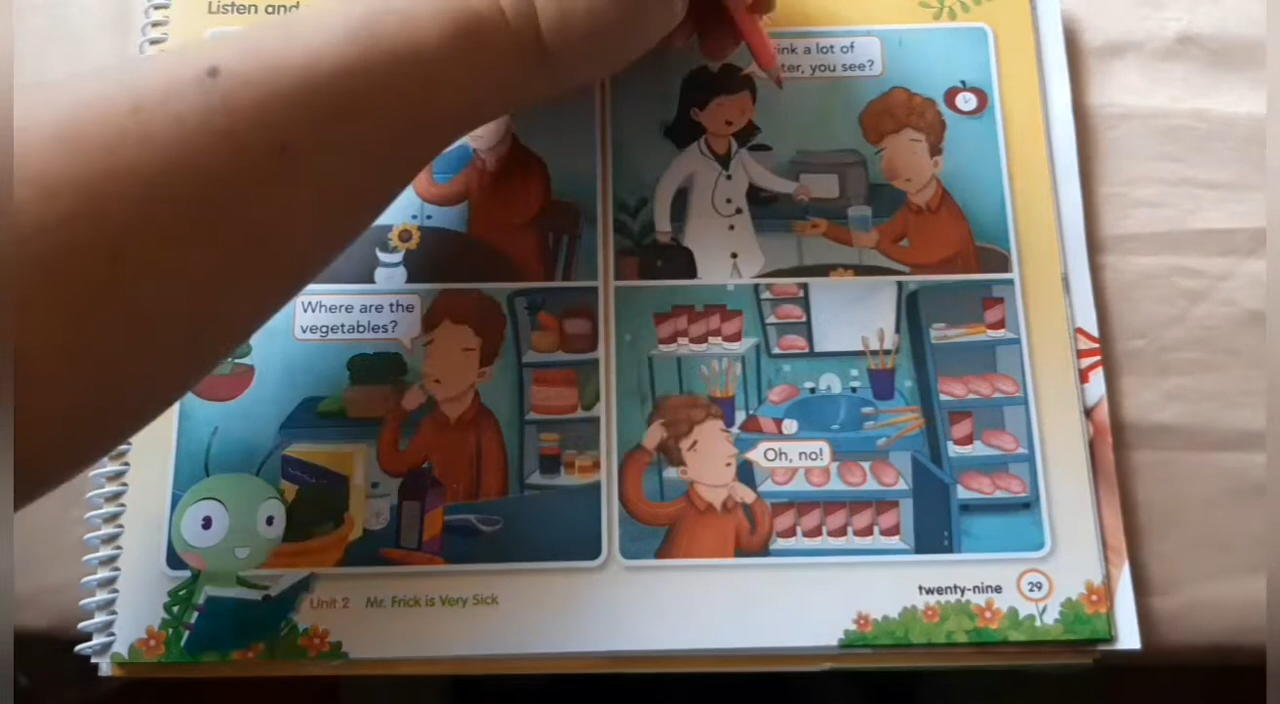 Listen and
ink a lot of
ter, you see?
Where are the
vegetables?
Oh, no!
Unit 2 Mr. Frick is Very Sick
twenty-nine 29